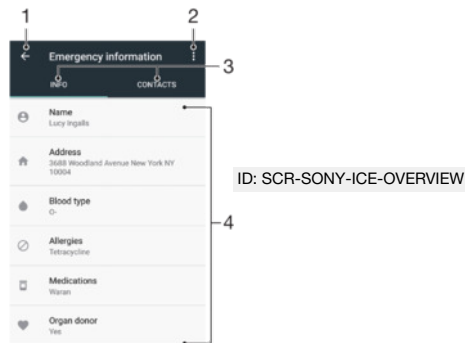 1
2
Emergency information
3
INFO
CONTACTS
Name
Lucy Ingalls
Address
3688 Woodland Avenue New York NY
10004
ID: SCR-SONY-ICE-OVERVIEW
4
Blood type
O-
Allergies
Tetracycline
Medications
Waran
Organ donor
Yes